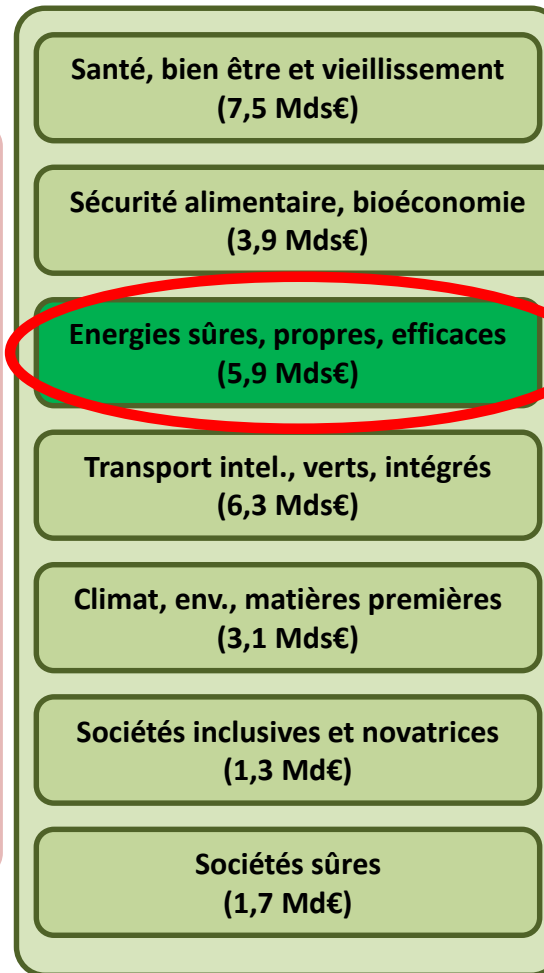 Santé, bien être et vieillissement
(7,5 Mds€)
Sécurité alimentaire, bioéconomie
(3,9 Mds€)
Energies sûres, propres, efficaces
(5,9 Mds€)
Transport intel., verts, intégrés
(6,3 Mds€)
Climat, env., matières premières
(3,1 Mds€)
Sociétés inclusives et novatrices
(1,3 Md€)
Sociétés sûres
(1,7 Md€)